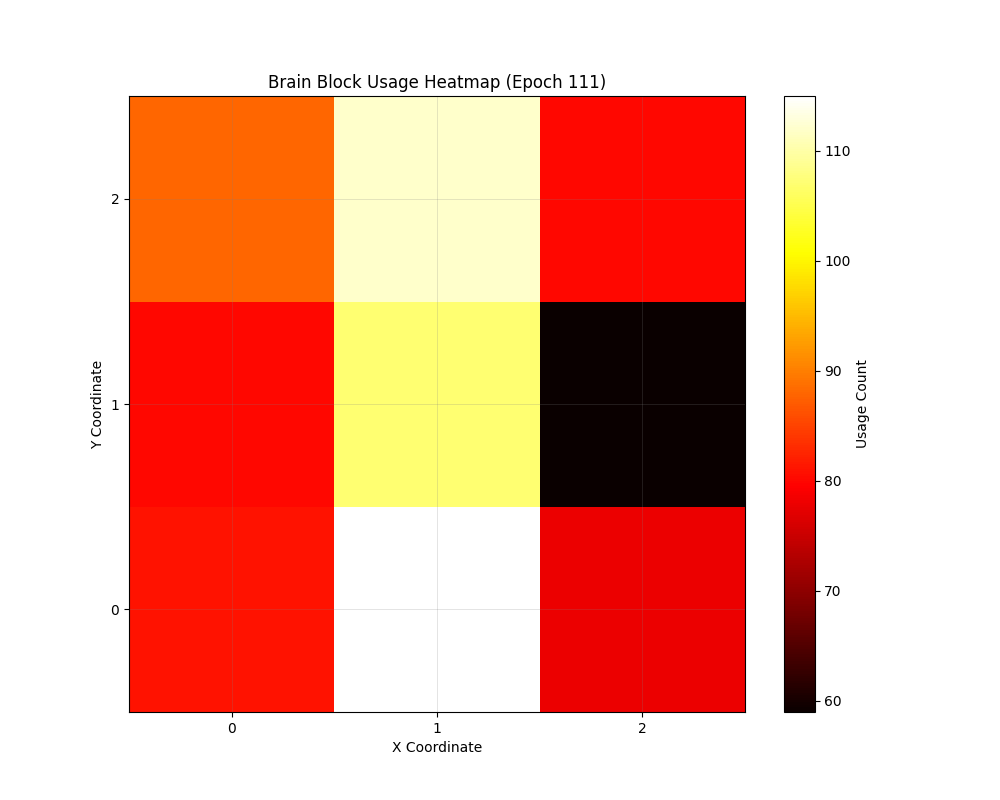 Brain Block Usage Heatmap (Epoch 111)
2
1
0
Y Coordinate
0 1 2
X Coordinate
110
100
90
80
70
60
Usage Count